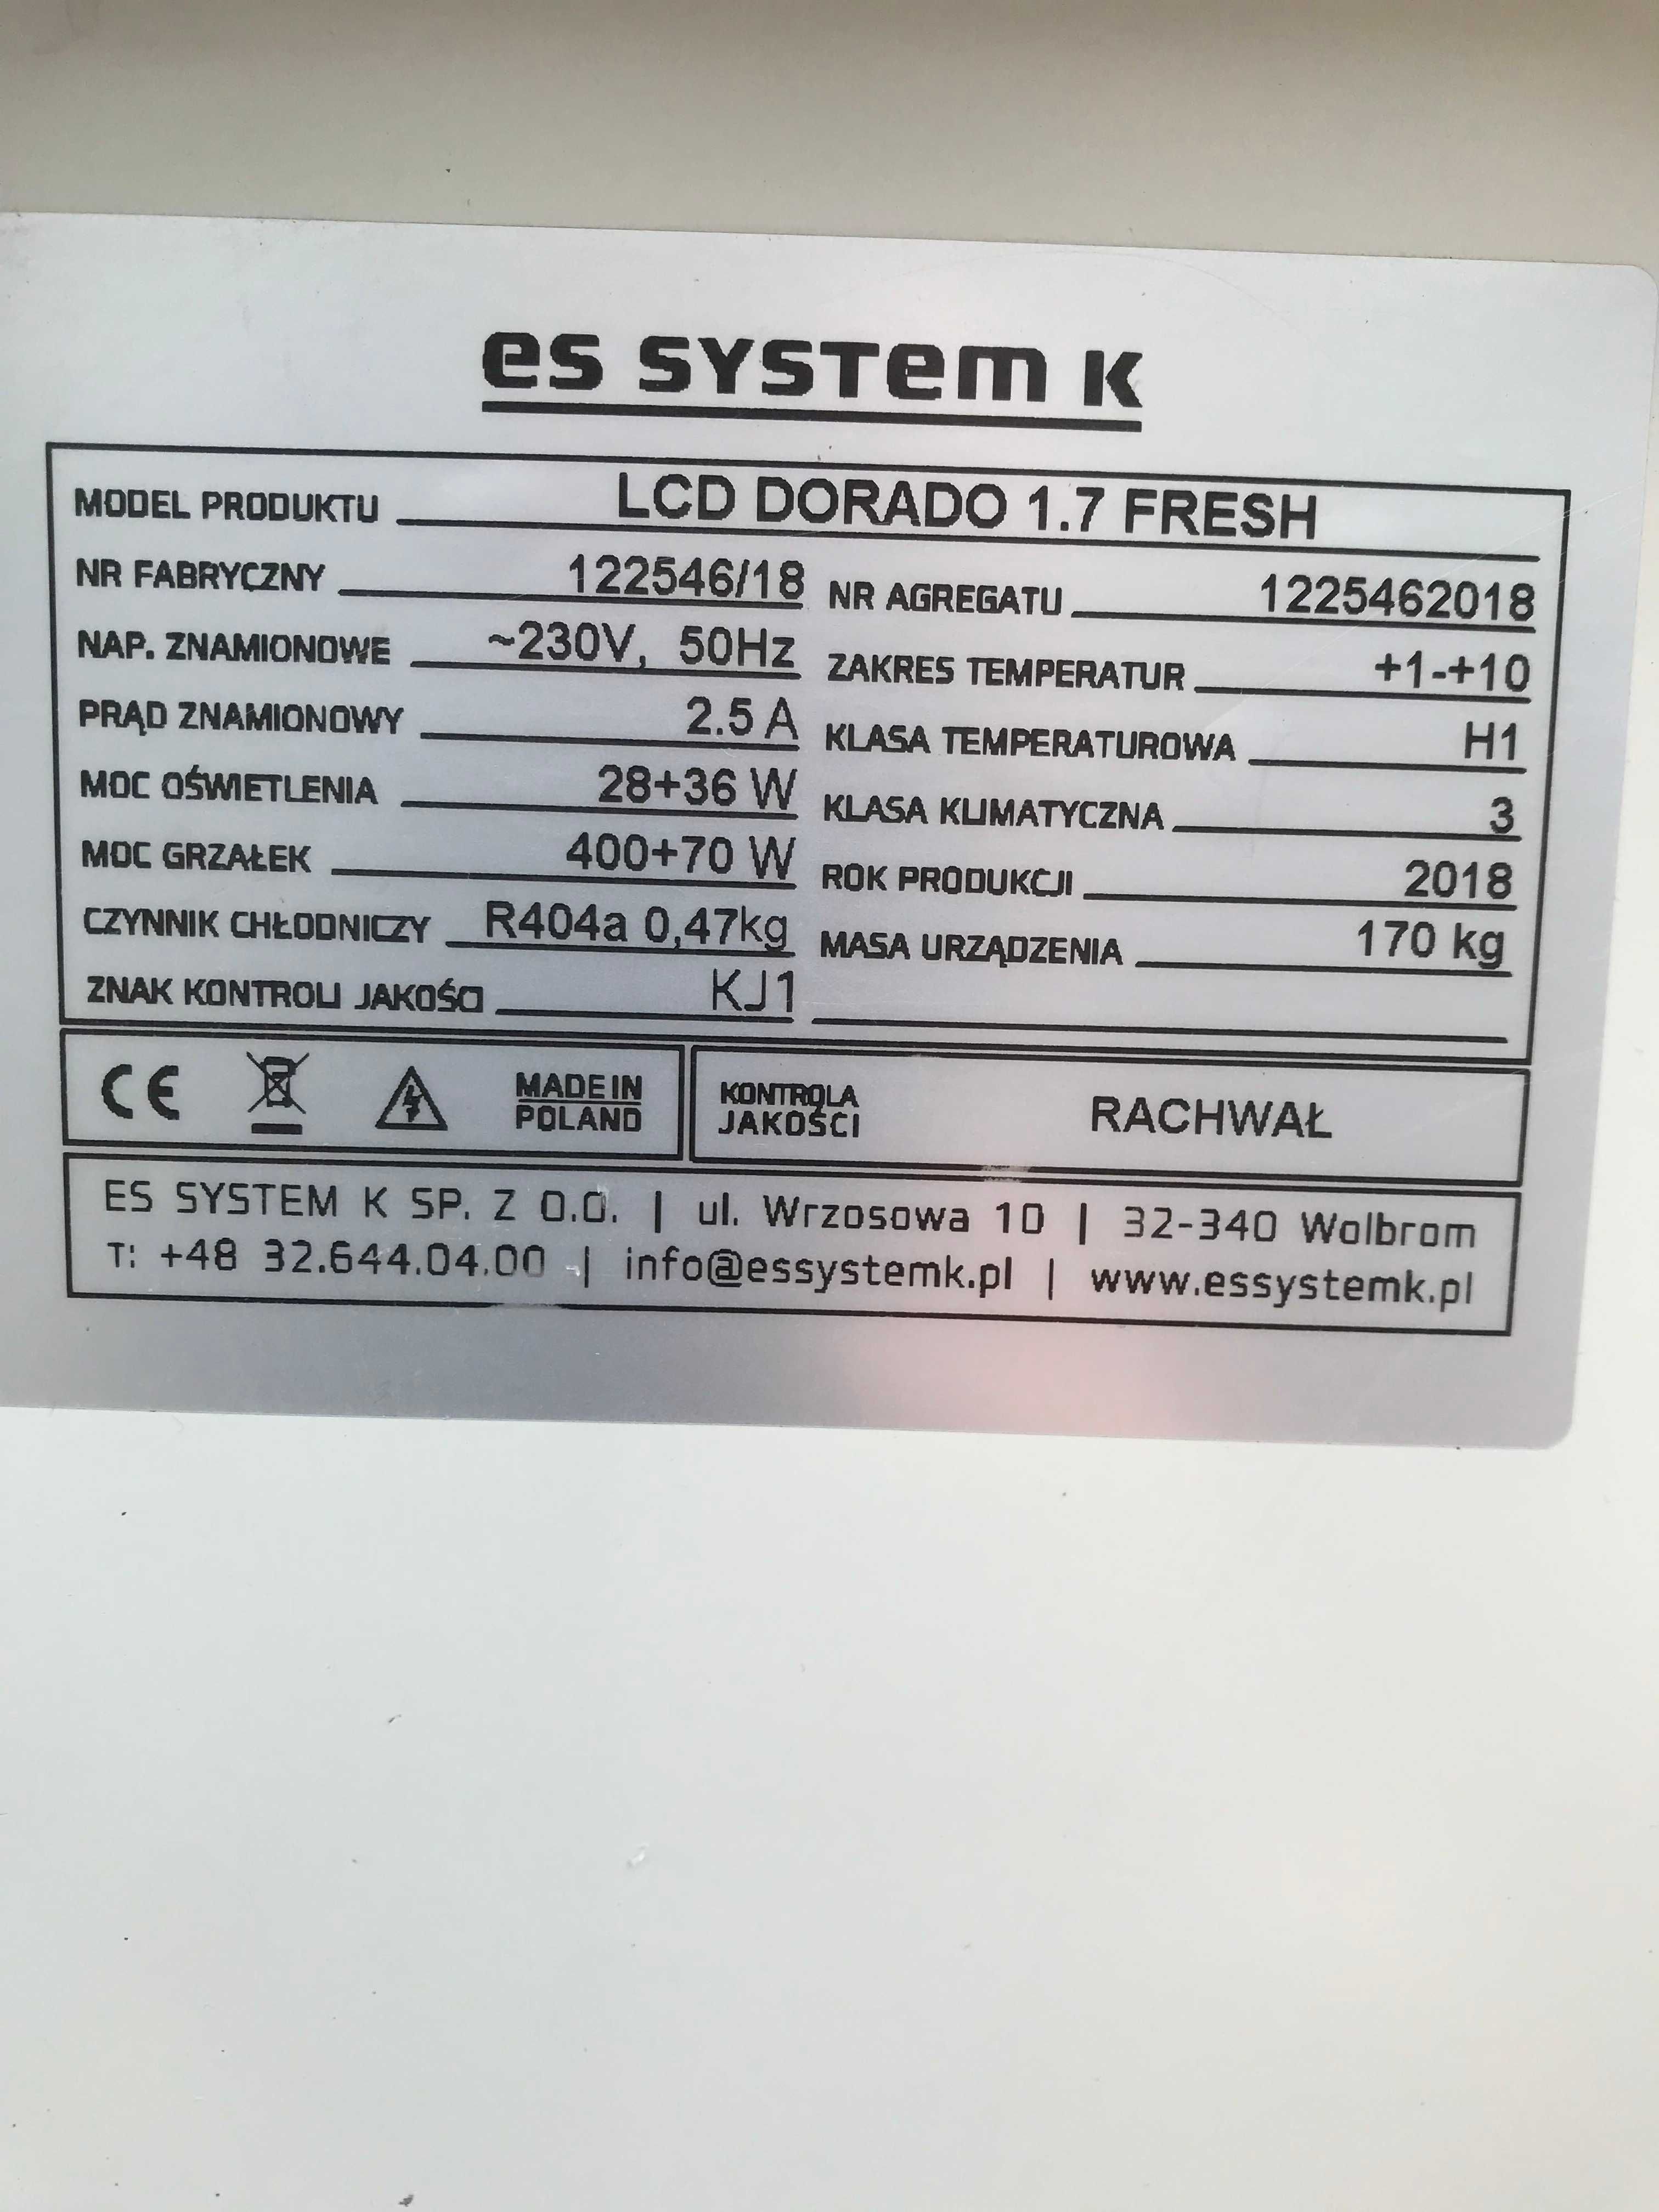 es system k
MODEL PRODUKTU LCD DORADO 1.7 FRESH
NR FABRYCZNY 122546/18 NR AGREGATU 1225462018
NAP. ZNAMIONOWE ~230V, 50Hz ZAKRES TEMPERATUR +1-+10
PRĄD ZNAMIONOWY 2.5 A KLASA TEMPERATUROWA H1
MOC OŚWIETLENIA 28+36 W KLASA KLIMATYCZNA 3
MOC GRZAŁEK 400+70 W ROK PRODUKCJI 2018
CZYNNIK CHŁODNICZY R404a 0,47kg MASA URZĄDZENIA 170 kg
ZNAK KONTROLI JAKOŚCI KJ1
CE MADE IN
POLAND
KONTROLA
JAKOŚCI
RACHWAŁ
ES SYSTEM K SP. Z O.O. | ul. Wrzosowa 10 | 32-340 Wolbrom
T: +48 32.644.04.00 | info@essystemk.pl | www.essystemk.pl